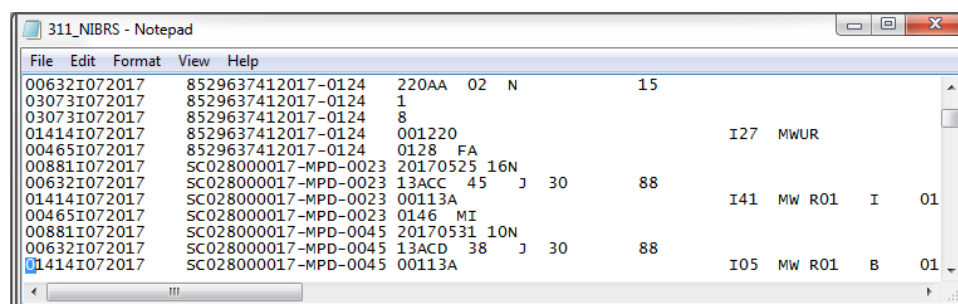 311_NIBRS - Notepad
File Edit Format View Help
00632I072017 8529637412017-0124 220AA 02 N 15
03073I072017 8529637412017-0124 1
03073I072017 8529637412017-0124 8
01414I072017 8529637412017-0124 001220 I27 MWUR
00465I072017 8529637412017-0124 0128 FA
00881I072017 SC028000017-MPD-0023 20170525 16N
00632I072017 SC028000017-MPD-0023 13ACC 45 J 30 88
01414I072017 SC028000017-MPD-0023 00113A I41 MW R01 I 01
00465I072017 SC028000017-MPD-0023 0146 MI
00881I072017 SC028000017-MPD-0045 20170531 10N
00632I072017 SC028000017-MPD-0045 13ACD 38 J 30 88
01414I072017 SC028000017-MPD-0045 00113A I05 MW R01 B 01